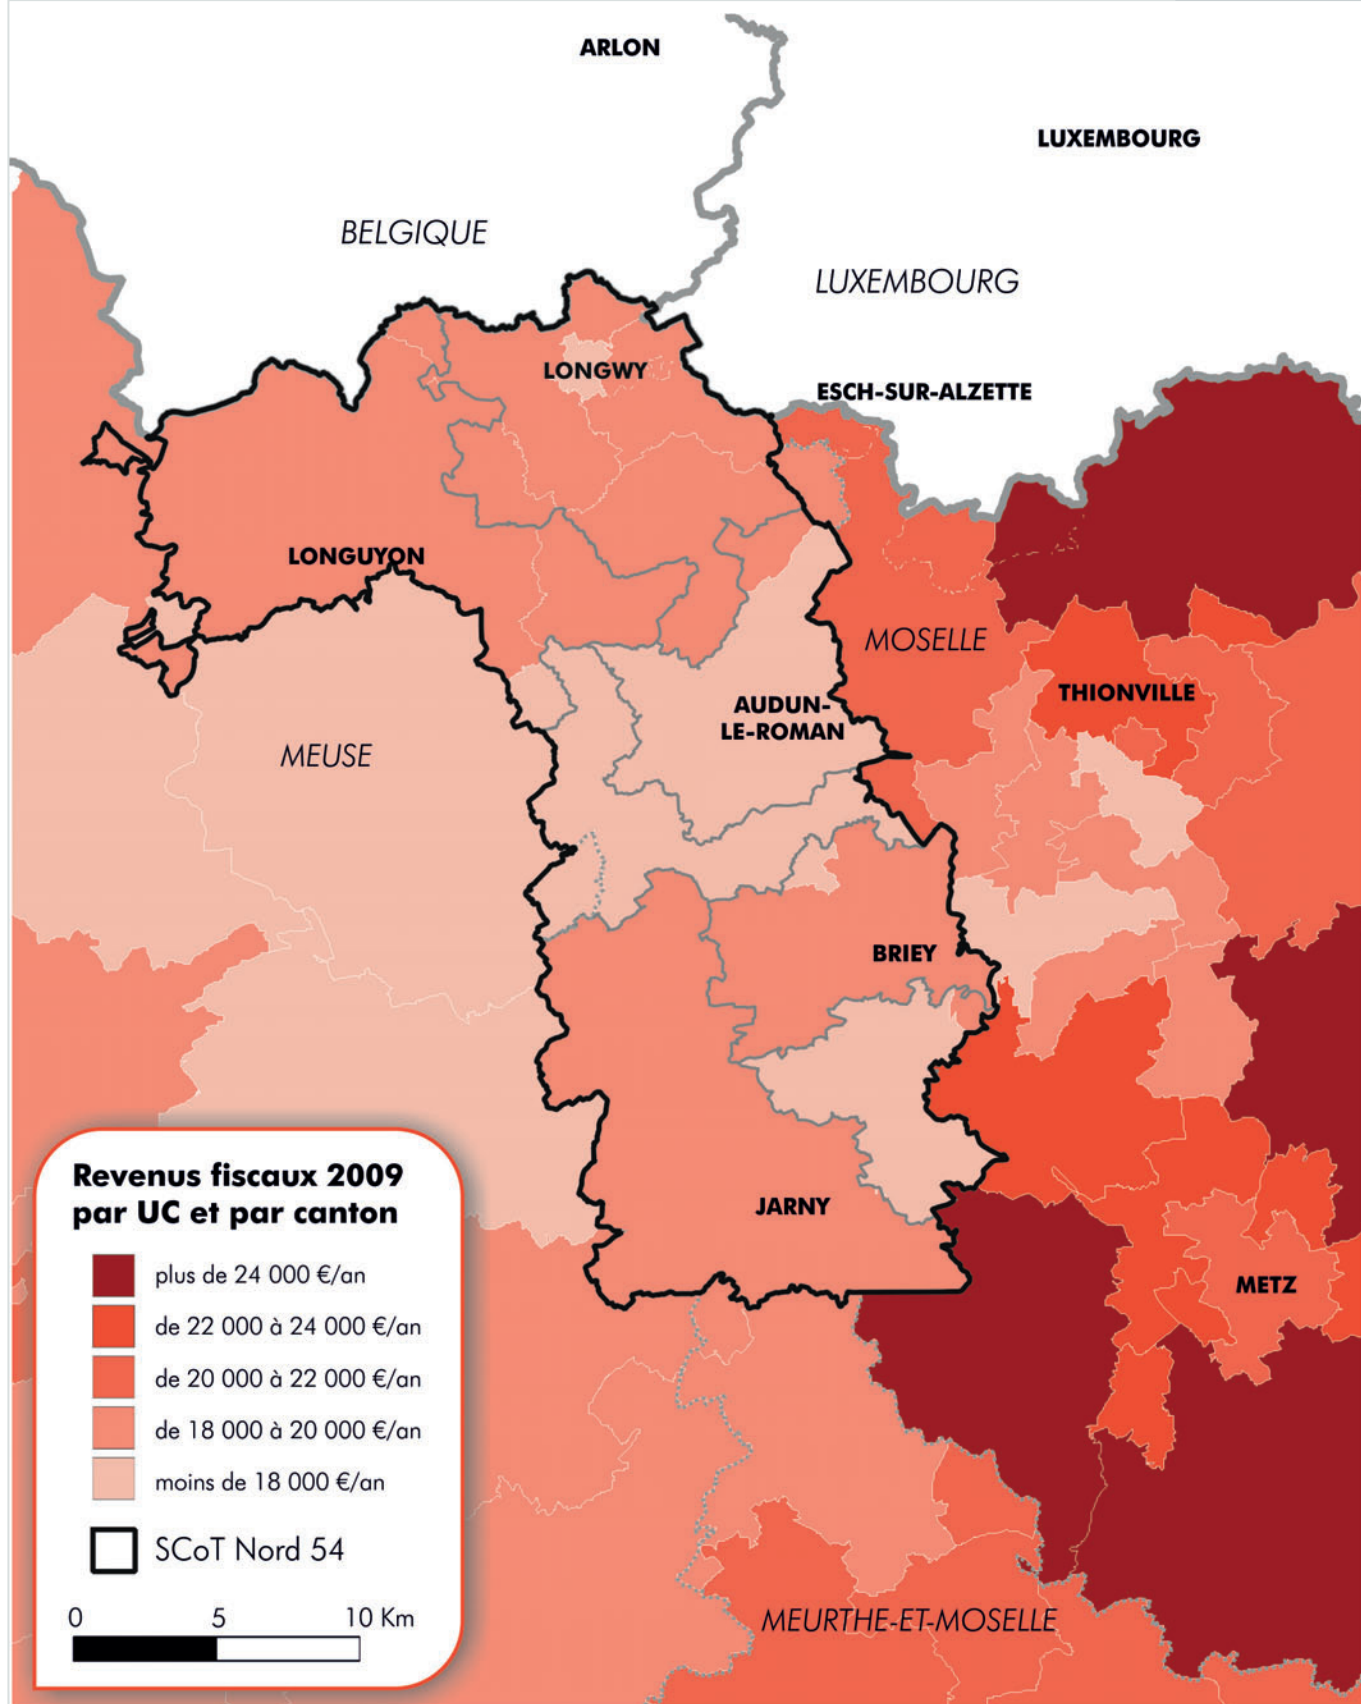 ARLON
LUXEMBOURG
BELGIQUE
LUXEMBOURG
LONGWY
ESCH-SUR-ALZETTE
LONGUYON
MOSELLE
THIONVILLE
AUDUN-
LE-ROMAN
MEUSE
BRIEY
JARNY
METZ
MEURTHE-ET-MOSELLE
Revenus fiscaux 2009
par UC et par canton
plus de 24 000 €/an
de 22 000 à 24 000 €/an
de 20 000 à 22 000 €/an
de 18 000 à 20 000 €/an
moins de 18 000 €/an
SCoT Nord 54
0 5 10 Km